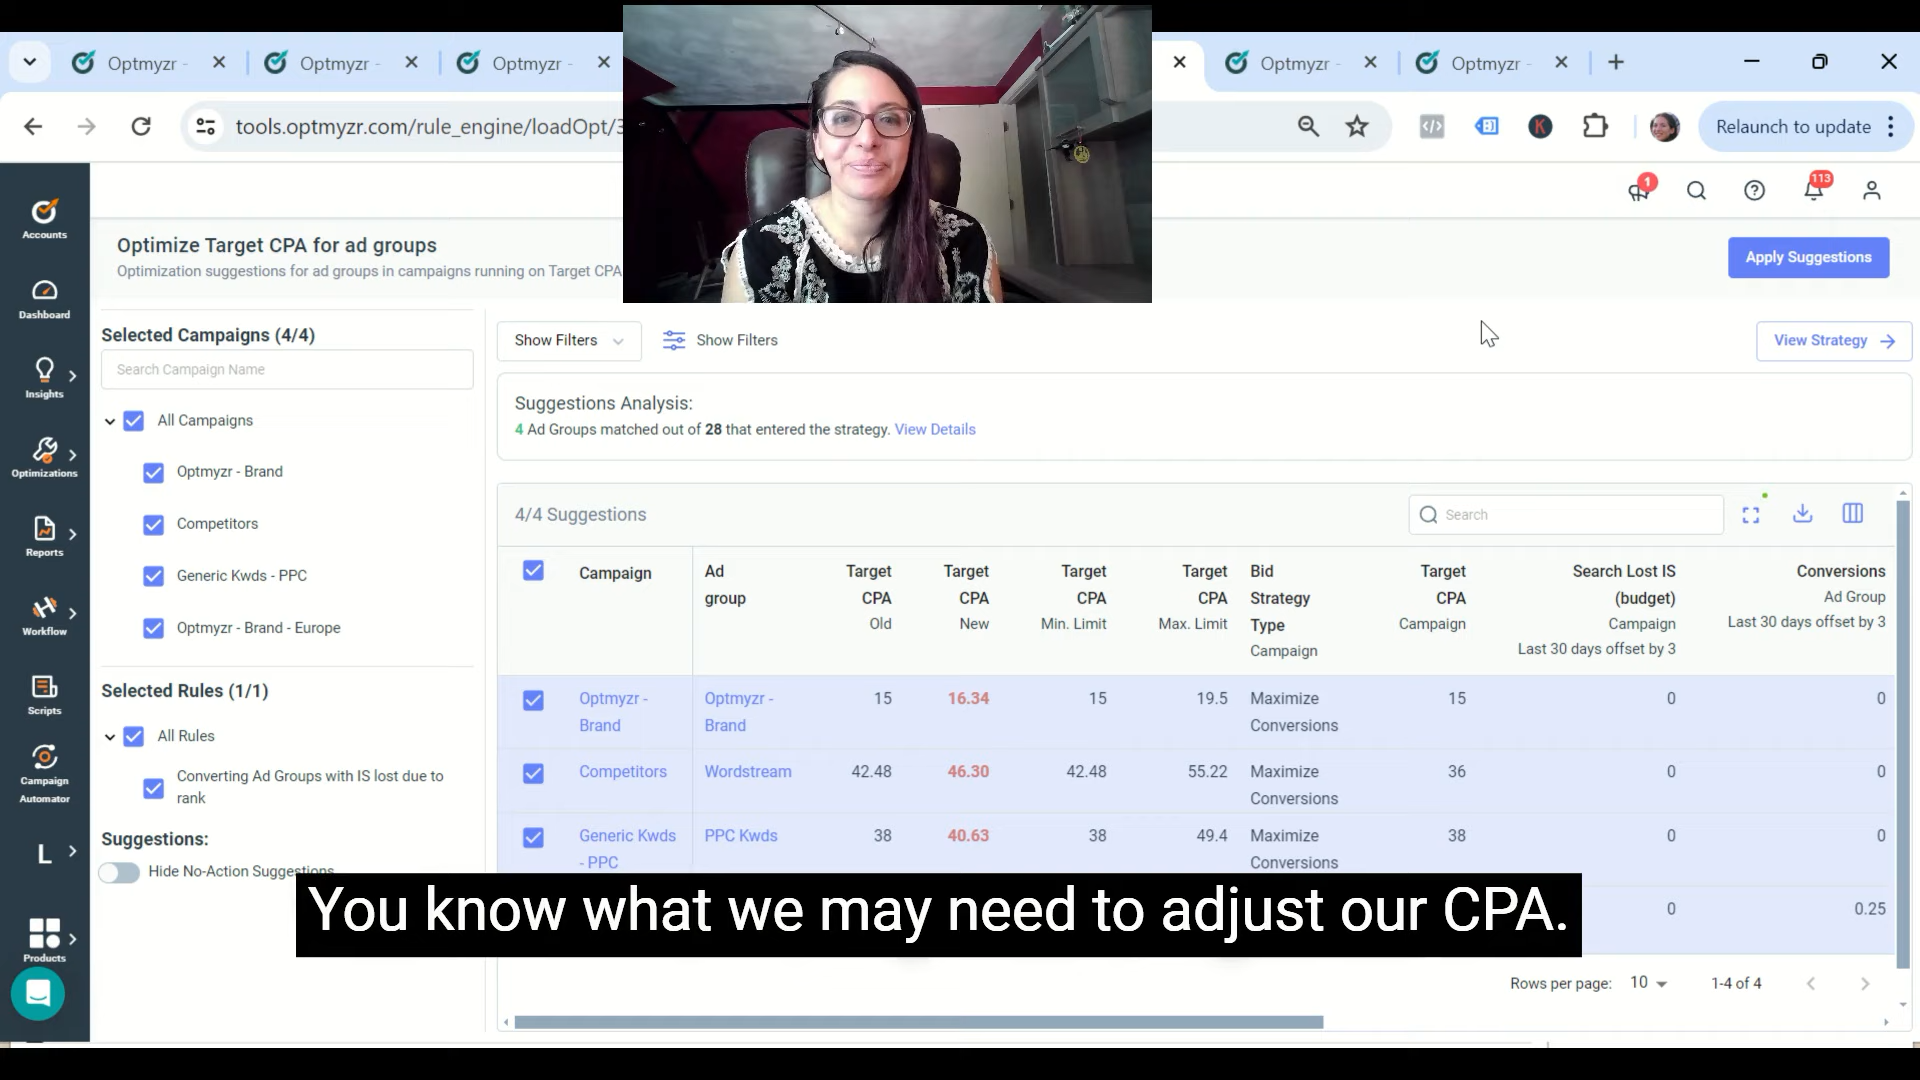 Optmyzr -
Optmyzr -
Optmyzr -
Optmyzr -
Optmyzr -
tools.optmyzr.com/rule_engine/loadOpt/3
K
Relaunch to update
1
113
Accounts
Dashboard
Insights
Optimizations
Reports
Workflow
Scripts
Campaign
Automator
L
Products
Optimize Target CPA for ad groups
Optimization suggestions for ad groups in campaigns running on Target CPA
Apply Suggestions
Selected Campaigns (4/4)
Search Campaign Name
All Campaigns
Optmyzr - Brand
Competitors
Generic Kwds - PPC
Optmyzr - Brand - Europe
Selected Rules (1/1)
All Rules
Converting Ad Groups with IS lost due to
rank
Suggestions:
Hide No-Action Suggestions
Show Filters
Show Filters
View Strategy
Suggestions Analysis:
4 Ad Groups matched out of 28 that entered the strategy. View Details
4/4 Suggestions
Search
Campaign
Ad
group
Target
CPA
Old
Target
CPA
New
Target
CPA
Min. Limit
Target
CPA
Max. Limit
Bid
Strategy
Type
Campaign
Target
CPA
Campaign
Search Lost IS
(budget)
Campaign
Last 30 days offset by 3
Conversions
Ad Group
Last 30 days offset by 3
Optmyzr -
Brand
Optmyzr -
Brand
15
16.34
15
19.5
Maximize
Conversions
15
0
0
Competitors
Wordstream
42.48
46.30
42.48
55.22
Maximize
Conversions
36
0
0
Generic Kwds
- PPC
PPC Kwds
38
40.63
38
49.4
Maximize
Conversions
38
0
0
0
0.25
You know what we may need to adjust our CPA.
Rows per page: 10
1-4 of 4